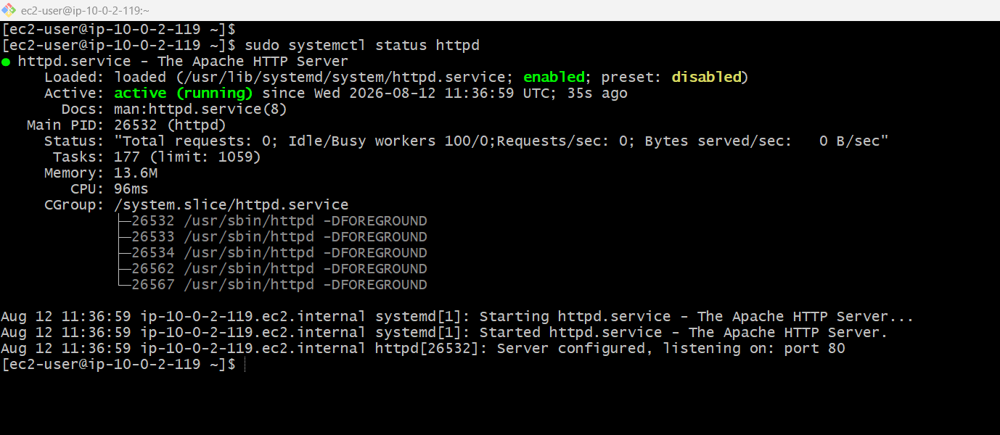 ec2-user@ip-10-0-2-119:~
[ec2-user@ip-10-0-2-119 ~]$
[ec2-user@ip-10-0-2-119 ~]$ sudo systemctl status httpd
● httpd.service - The Apache HTTP Server
     Loaded: loaded (/usr/lib/systemd/system/httpd.service; enabled; preset: disabled)
     Active: active (running) since Wed 2026-08-12 11:36:59 UTC; 35s ago
       Docs: man:httpd.service(8)
   Main PID: 26532 (httpd)
     Status: "Total requests: 0; Idle/Busy workers 100/0;Requests/sec: 0; Bytes served/sec:   0 B/sec"
      Tasks: 177 (limit: 1059)
     Memory: 13.6M
        CPU: 96ms
     CGroup: /system.slice/httpd.service
             ├─26532 /usr/sbin/httpd -DFOREGROUND
             ├─26533 /usr/sbin/httpd -DFOREGROUND
             ├─26534 /usr/sbin/httpd -DFOREGROUND
             ├─26562 /usr/sbin/httpd -DFOREGROUND
             └─26567 /usr/sbin/httpd -DFOREGROUND
Aug 12 11:36:59 ip-10-0-2-119.ec2.internal systemd[1]: Starting httpd.service - The Apache HTTP Server...
Aug 12 11:36:59 ip-10-0-2-119.ec2.internal systemd[1]: Started httpd.service - The Apache HTTP Server.
Aug 12 11:36:59 ip-10-0-2-119.ec2.internal httpd[26532]: Server configured, listening on: port 80
[ec2-user@ip-10-0-2-119 ~]$